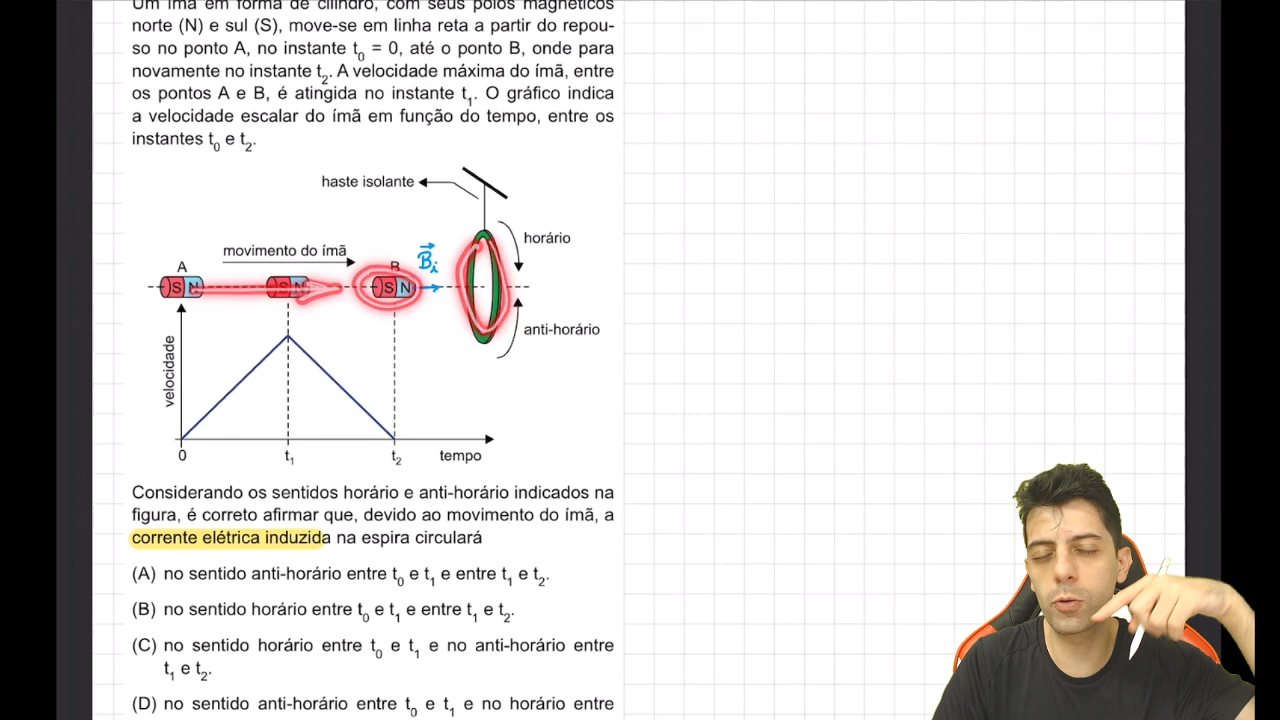 Um ímã em forma de cilindro, com seus polos magnéticos
norte (N) e sul (S), move-se em linha reta a partir do repou-
so no ponto A, no instante t0 = 0, até o ponto B, onde para
novamente no instante t2. A velocidade máxima do ímã, entre
os pontos A e B, é atingida no instante t1. O gráfico indica
a velocidade escalar do ímã em função do tempo, entre os
instantes t0 e t2.
haste isolante
horário
movimento do ímã
Bi
A
B
S N
S N
S N
anti-horário
velocidade
0
t1
t2
tempo
Considerando os sentidos horário e anti-horário indicados na
figura, é correto afirmar que, devido ao movimento do ímã, a
corrente elétrica induzida na espira circulará
(A) no sentido anti-horário entre t0 e t1 e entre t1 e t2.
(B) no sentido horário entre t0 e t1 e entre t1 e t2.
(C) no sentido horário entre t0 e t1 e no anti-horário entre
t1 e t2.
(D) no sentido anti-horário entre t0 e t1 e no horário entre